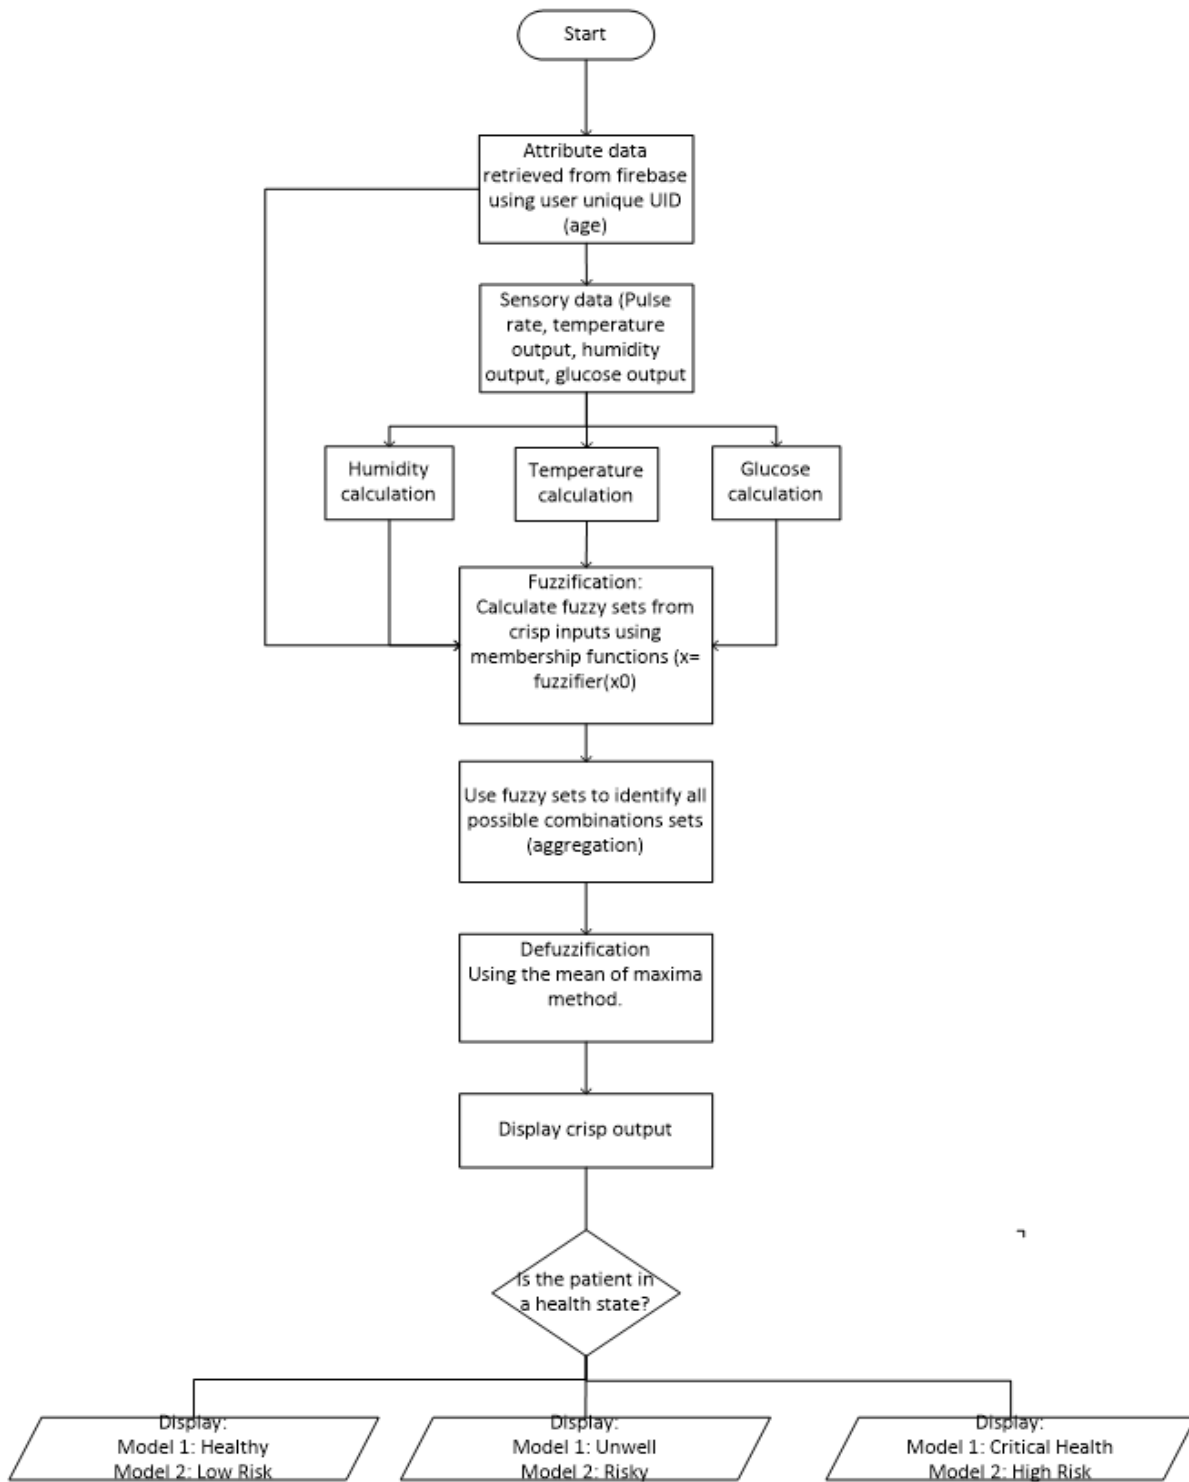 Start
Attribute data
retrieved from firebase
using user unique UID
(age)
Sensory data (Pulse
rate, temperature
output, humidity
output, glucose output
Humidity
calculation
Temperature
calculation
Glucose
calculation
Fuzzification:
Calculate fuzzy sets from
crisp inputs using
membership functions (x=
fuzzifier(x0)
Use fuzzy sets to identify all
possible combinations sets
(aggregation)
Defuzzification
Using the mean of maxima
method.
Display crisp output
Is the patient in
a health state?
Display:
Model 1: Healthy
Model 2: Low Risk
Display:
Model 1: Unwell
Model 2: Risky
Display:
Model 1: Critical Health
Model 2: High Risk